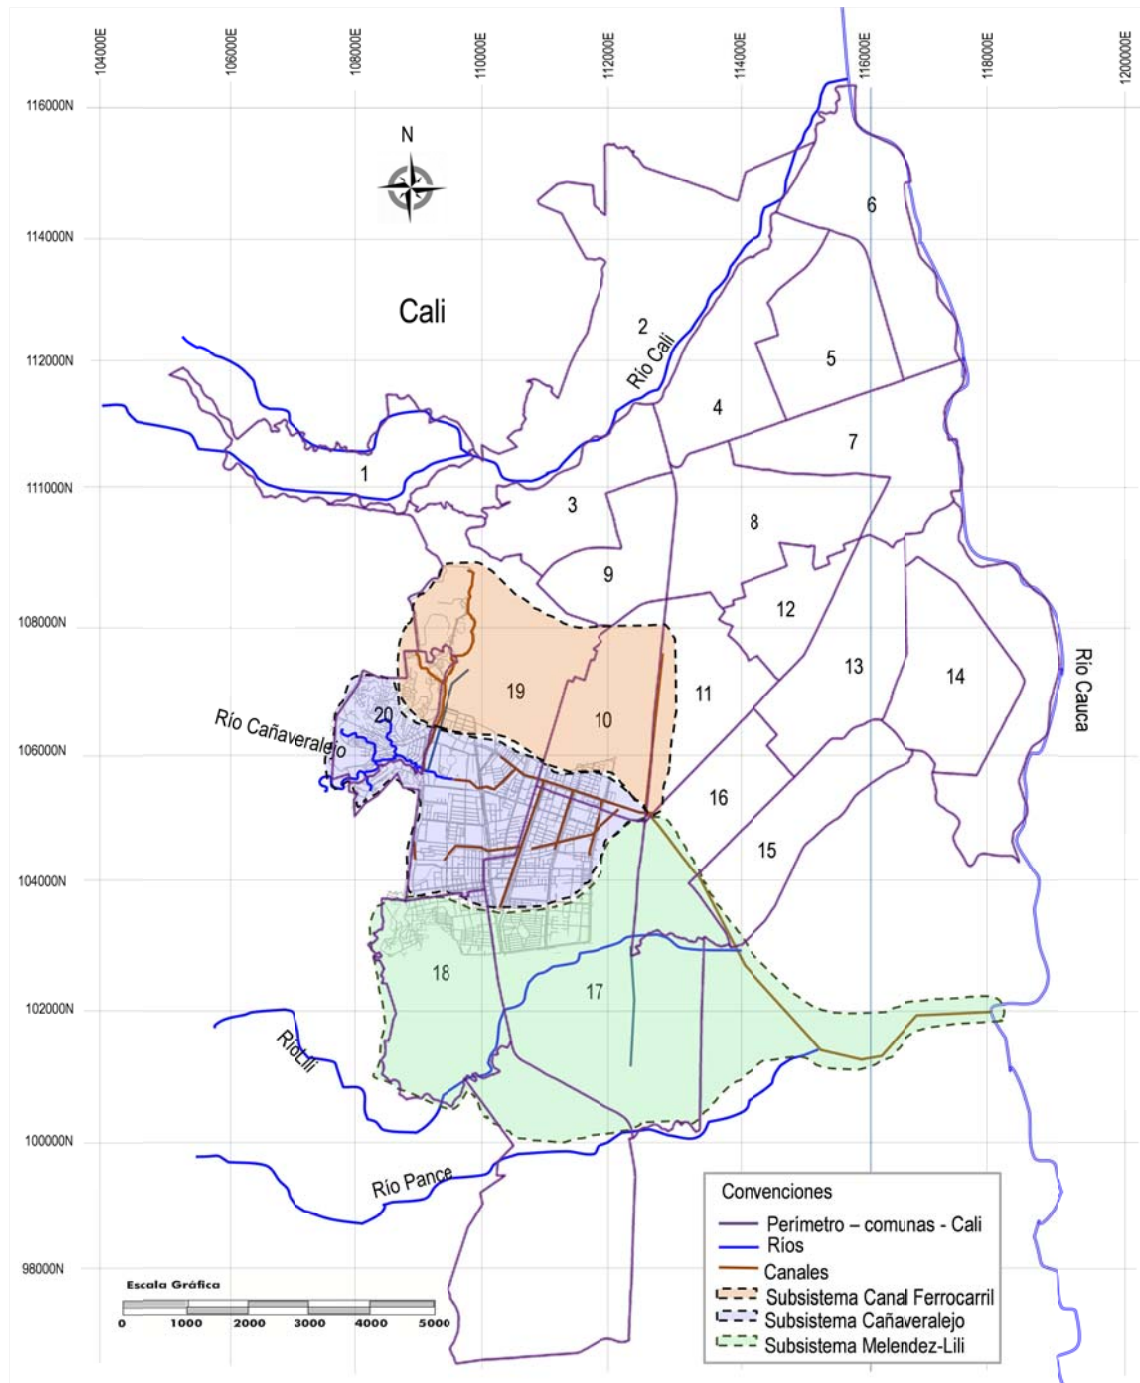 104000E
106000E
108000E
110000E
112000E
114000E
116000E
118000E
1200000E
116000N
N
6
114000N
Cali
2
112000N
Río Cali
5
4
7
1
111000N
3
8
9
12
108000N
13
Río Cauca
14
19
11
20
10
Río Cañaveralejo
106000N
16
15
104000N
18
17
102000N
Río Lili
100000N
Río Pance
Convenciones
Perimetro – comunas - Cali
Ríos
98000N
Canales
Escala Gráfica
Subsistema Canal Ferrocarril
Subsistema Cañaveralejo
0 1000 2000 3000 4000 5000
Subsistema Melendez-Lili